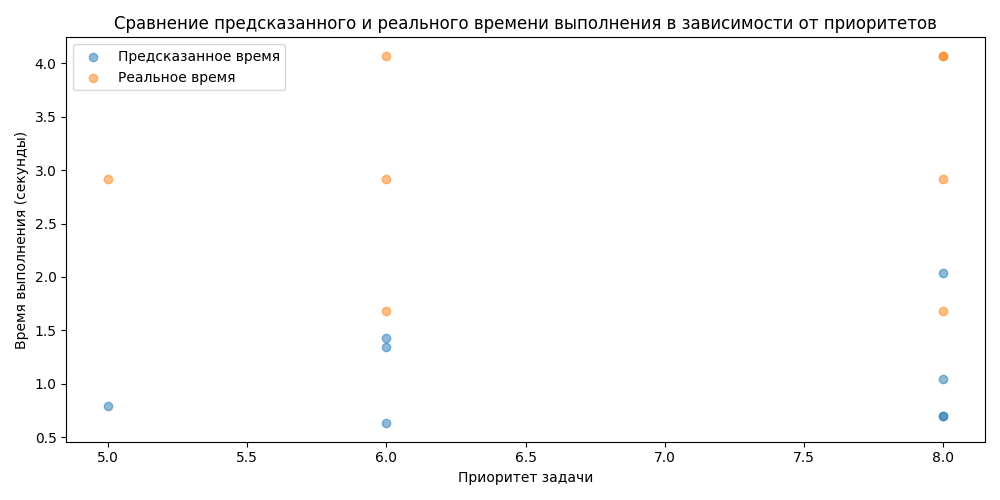 Сравнение предсказанного и реального времени выполнения в зависимости от приоритетов
Предсказанное время
Реальное время
Время выполнения (секунды)
4.0
3.5
3.0
2.5
2.0
1.5
1.0
0.5
5.0 5.5 6.0 6.5 7.0 7.5 8.0
Приоритет задачи